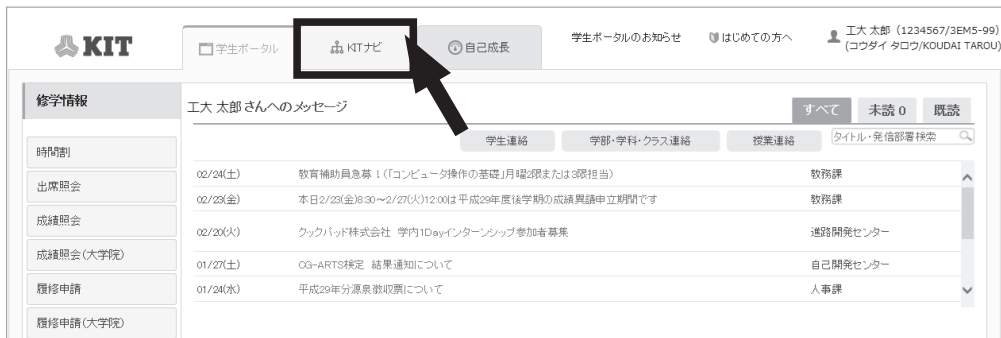 KIT
学生ポータル
KITナビ
自己成長
学生ポータルのお知らせ
はじめての方へ
工大 太郎 (1234567/3EM5-99)
(コウダイ タロウ/KOUDAI TAROU)
修学情報
工大 太郎 さんへのメッセージ
すべて 未読 0 既読
学生連絡 学部・学科・クラス連絡 授業連絡 タイトル・発信部署検索
時間割
出席照会
成績照会
成績照会(大学院)
履修申請
履修申請(大学院)
02/24(土) 教育補助員急募!(「コンピュータ操作の基礎」月曜2限または3限担当) 教務課
02/23(金) 本日2/23(金)8:30～2/27(火)12:00は平成29年度後学期の成績異議申立期間です 教務課
02/20(火) クックパッド株式会社 学内1Dayインターンシップ参加者募集 進路開発センター
01/27(土) CG-ARTS検定 結果通知について 自己開発センター
01/24(水) 平成29年分源泉徴収票について 人事課